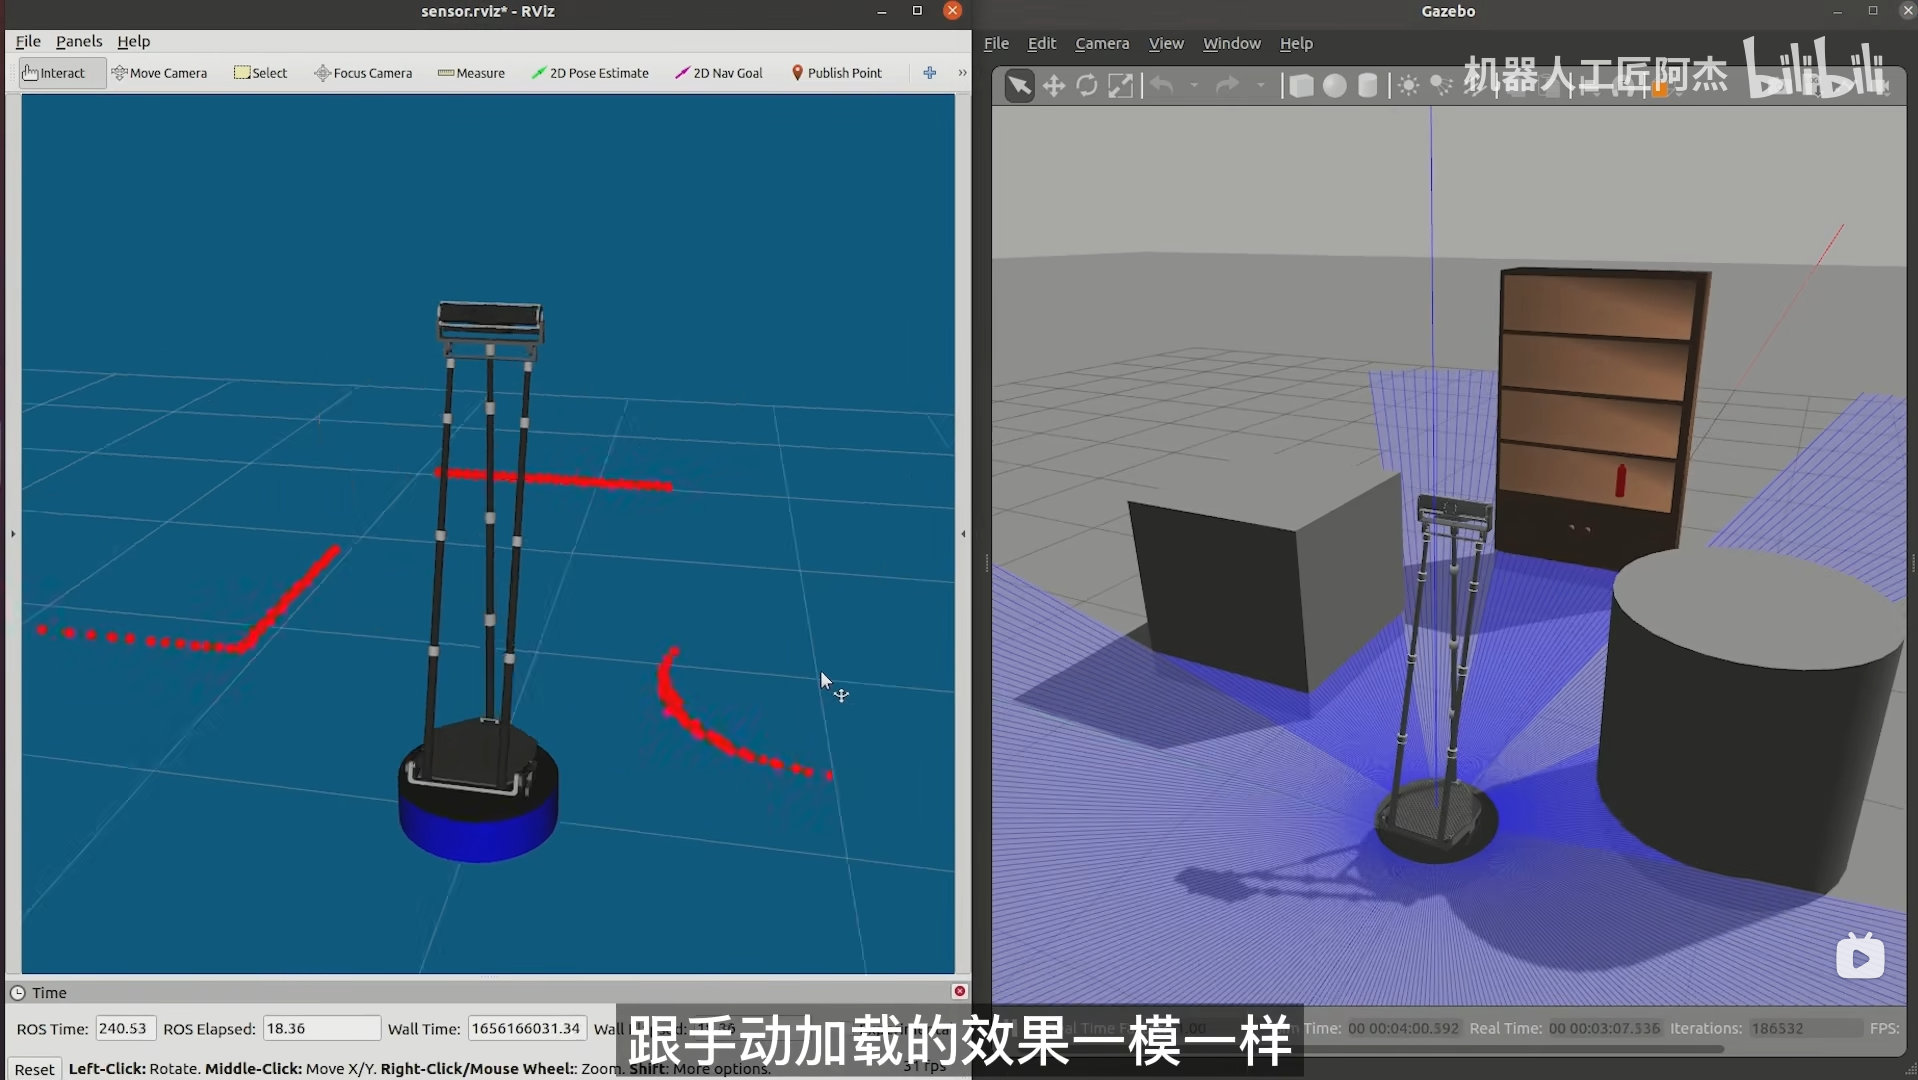 sensor.rviz* - RViz
File Panels Help
Interact Move Camera Select Focus Camera Measure 2D Pose Estimate 2D Nav Goal Publish Point
Time
ROS Time: 240.53 ROS Elapsed: 18.36 Wall Time: 1656166031.34
Reset Left-Click: Rotate. Middle-Click: Move X/Y. Right-Click/Mouse Wheel:: Zoom. Shift: More options. 31 fps
Gazebo
File Edit Camera View Window Help
机器人工匠阿杰 bilibili
Time: 00 00:04:00.592 Real Time: 00 00:03:07.536 Iterations: 186532 FPS:
跟手动加载的效果一模一样